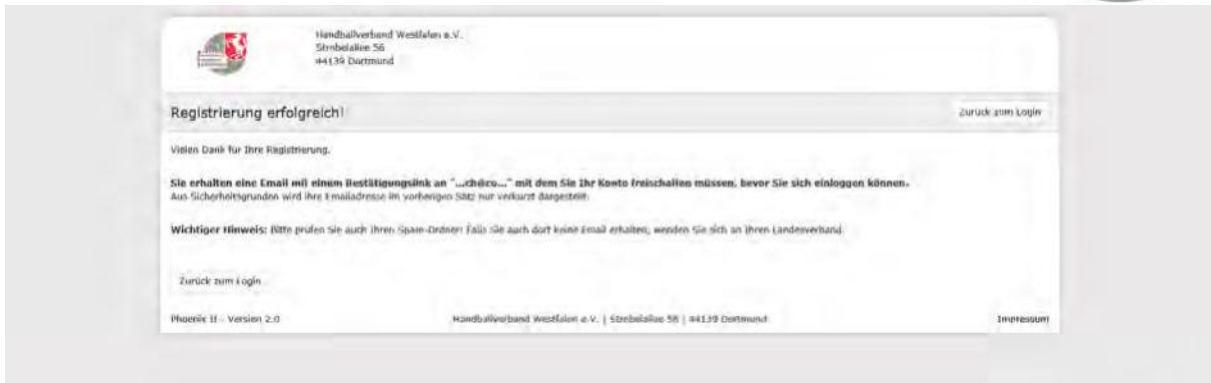 Handballverband Westfalen e.V.
Strobelallee 56
44139 Dortmund
Registrierung erfolgreich!
Zurück zum Login
Vielen Dank für Ihre Registrierung.
Sie erhalten eine Email mit einem Bestätigungslink an "...ch@co..." mit dem Sie Ihr Konto freischalten müssen, bevor Sie sich einloggen können.
Aus Sicherheitsgründen wird ihre Emailadresse im vorherigen Satz nur verkürzt dargestellt.
Wichtiger Hinweis: Bitte prüfen Sie auch Ihren Spam-Ordner! Falls Sie auch dort keine Email erhalten, wenden Sie sich an Ihren Landesverband.
Zurück zum Login
Phoenix II - Version 2.0
Handballverband Westfalen e.V. | Strobelallee 56 | 44139 Dortmund
Impressum